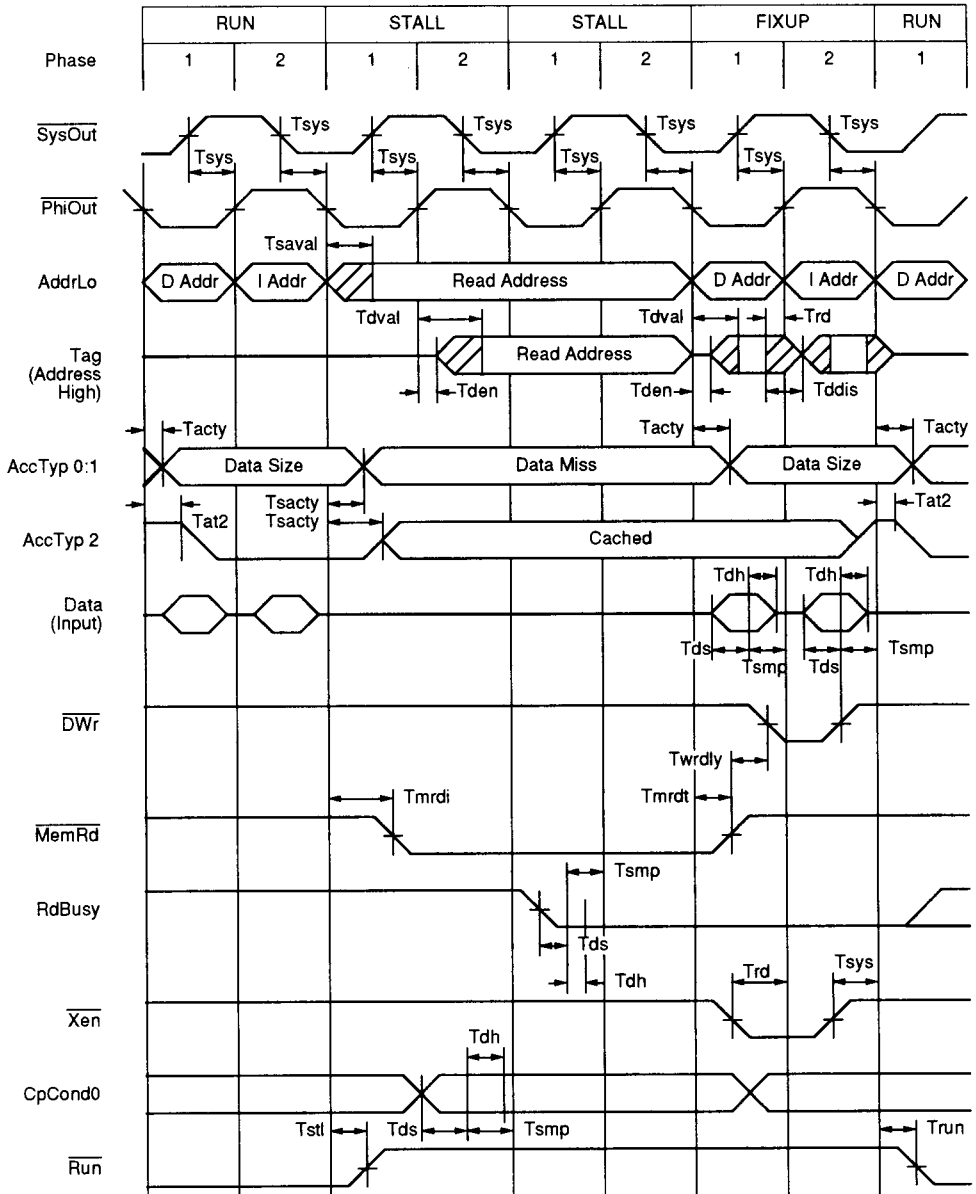 RUN STALL STALL FIXUP RUN
Phase 1 2 1 2 1 2 1 2 1
SysOut Tsys Tsys Tsys Tsys
Tsys Tsys Tsys Tsys
PhiOut
Tsaval
AddrLo D Addr I Addr Read Address D Addr I Addr D Addr
Tdval Tdval Trd
Tag Read Address
(Address
High) Tden Tden Tddis
Tacty Tacty Tacty
AccTyp 0:1 Data Size Data Miss Data Size
Tsacty
Tat2 Tsacty Tat2
AccTyp 2 Cached
Tdh Tdh
Data
(Input)
Tds Tsmp Tds Tsmp
DWr
Twrdly
Tmrdi Tmrdt
MemRd
Tsmp
RdBusy
Tds
Tdh
Trd Tsys
Xen
Tdh
CpCond0
Tstl Tds Tsmp Trun
Run